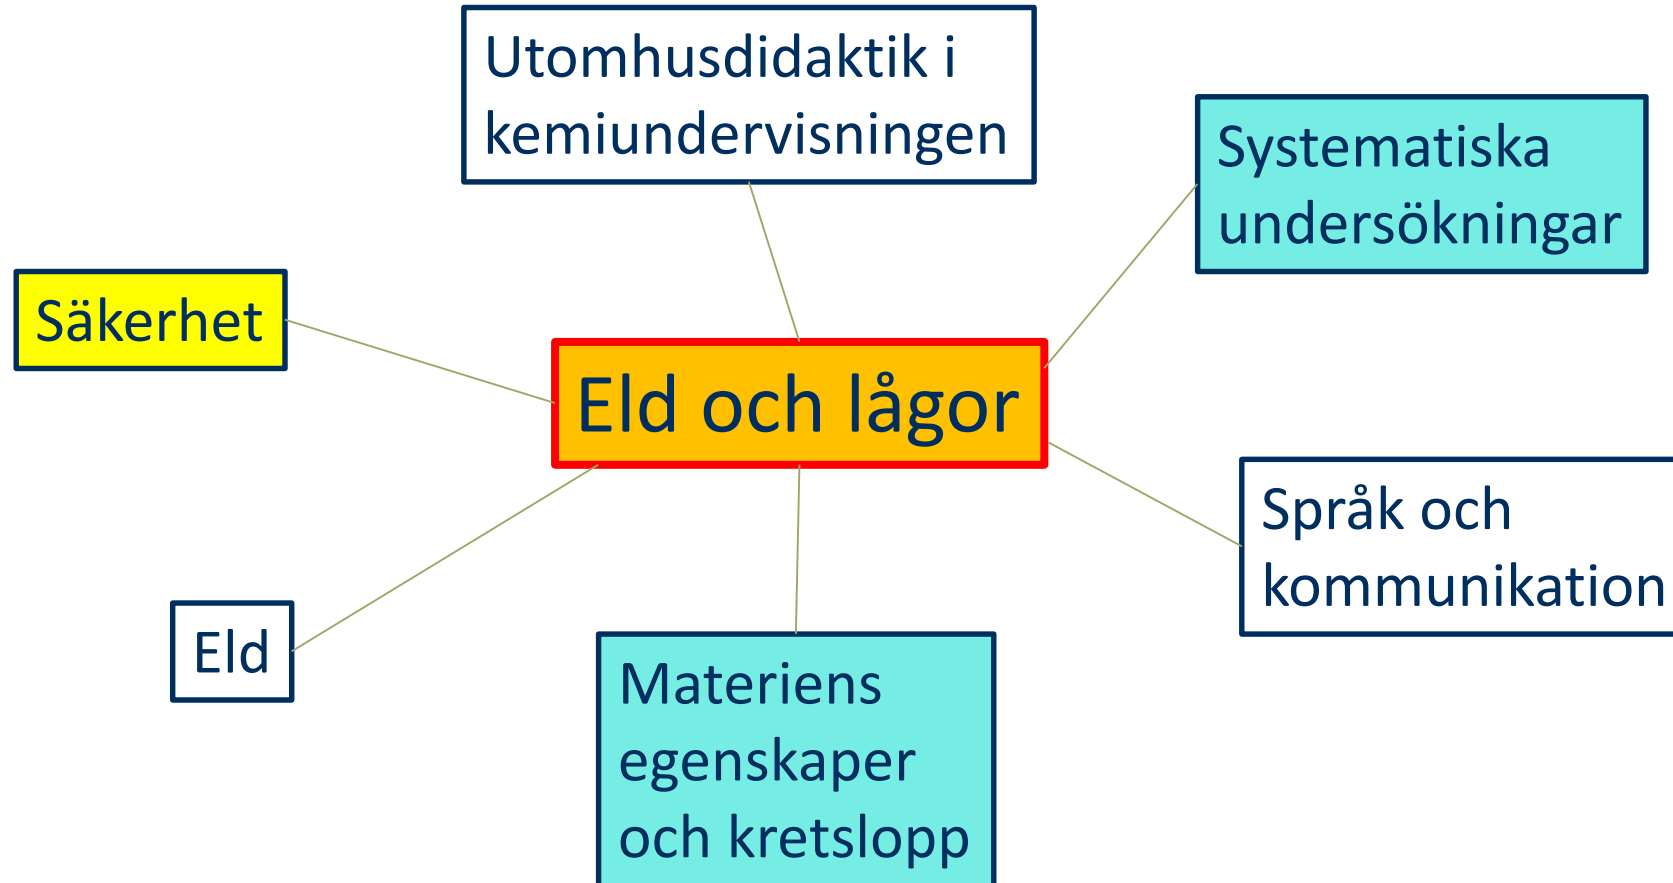 Utomhusdidaktik i
kemiundervisningen
Systematiska
undersökningar
Säkerhet
Eld och lågor
Språk och
kommunikation
Eld
Materiens
egenskaper
och kretslopp